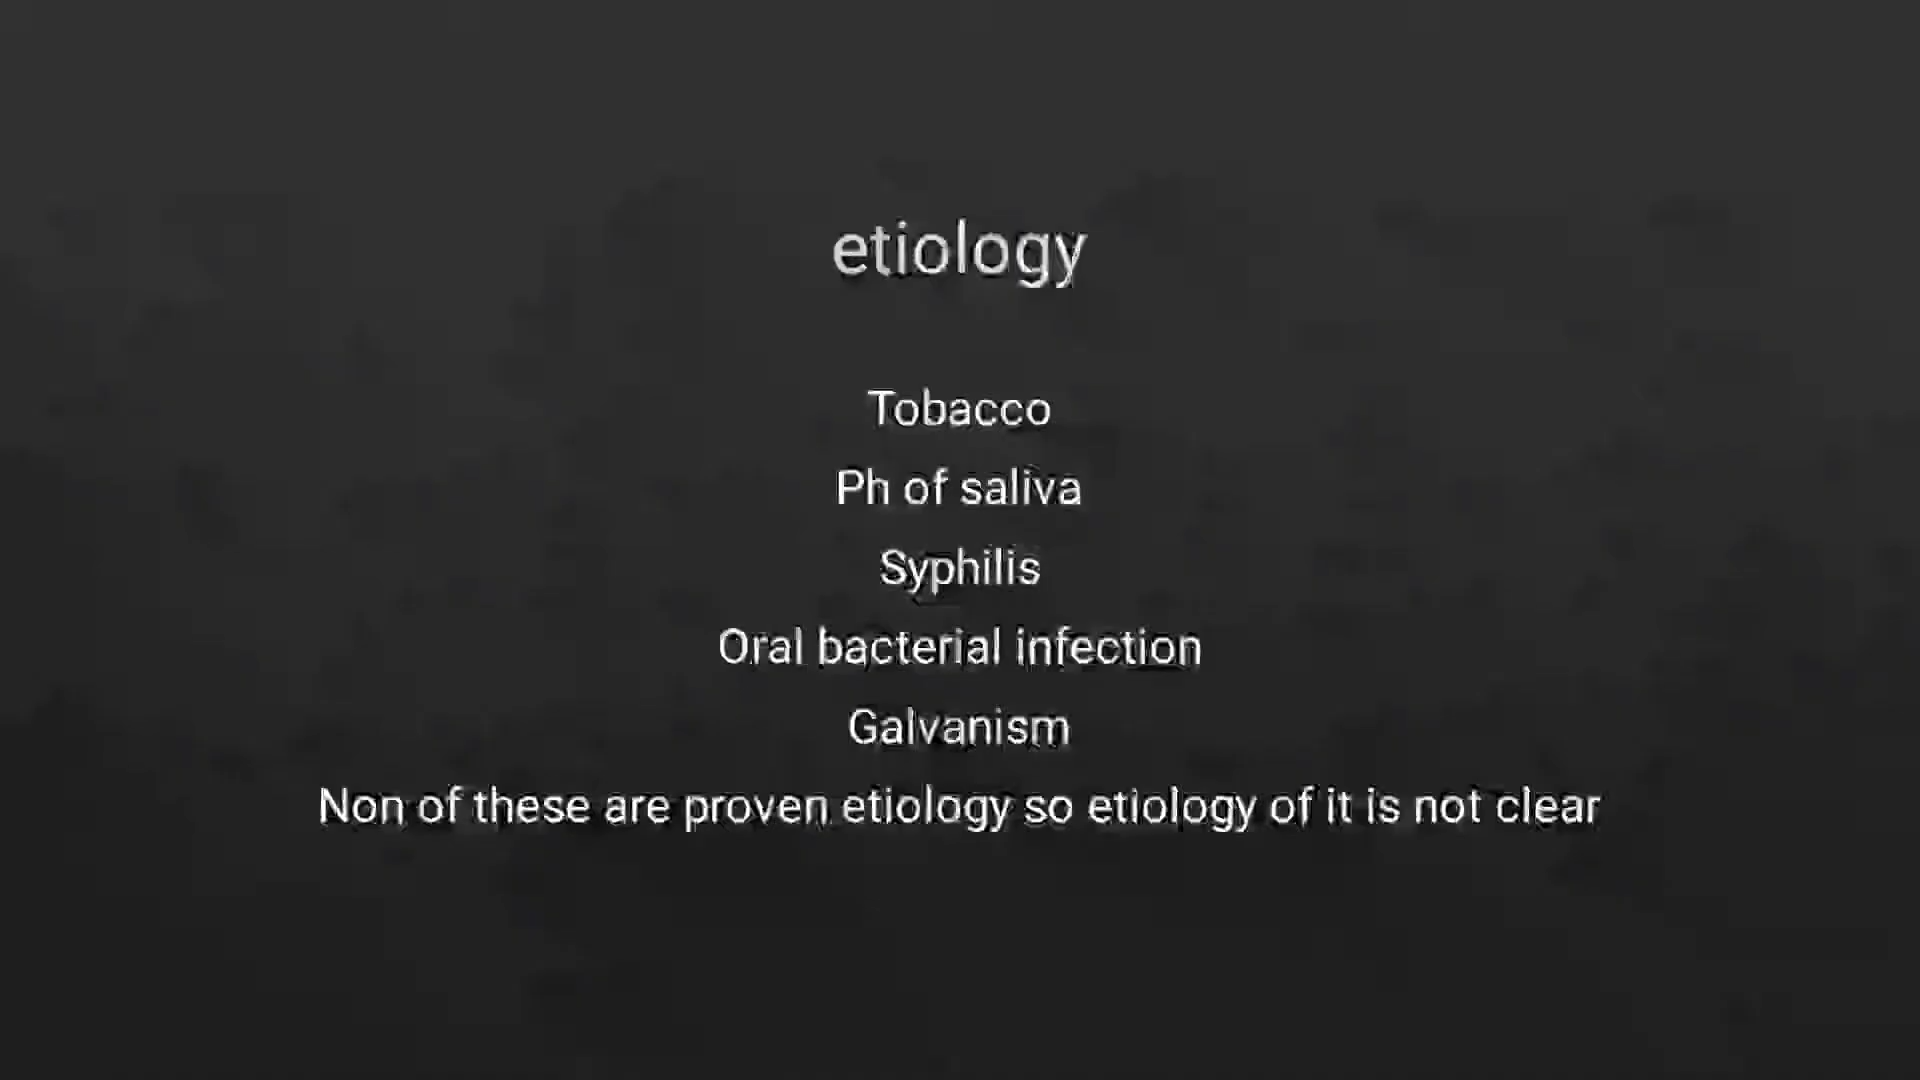 etiology
Tobacco
Ph of saliva
Syphilis
Oral bacterial infection
Galvanism
Non of these are proven etiology so etiology of it is not clear